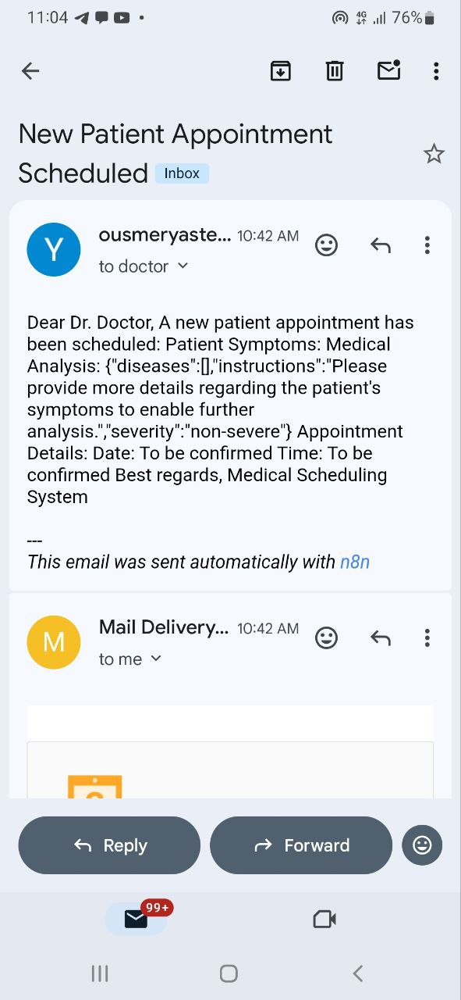 11:04
4G
76%
New Patient Appointment
Scheduled Inbox
Y
ousmeryaste... 10:42 AM
to doctor
Dear Dr. Doctor, A new patient appointment has
been scheduled: Patient Symptoms: Medical
Analysis: {"diseases":[],"instructions":"Please
provide more details regarding the patient's
symptoms to enable further
analysis.","severity":"non-severe"} Appointment
Details: Date: To be confirmed Time: To be
confirmed Best regards, Medical Scheduling
System
---
This email was sent automatically with n8n
M
Mail Delivery... 10:42 AM
to me
Reply
Forward
99+